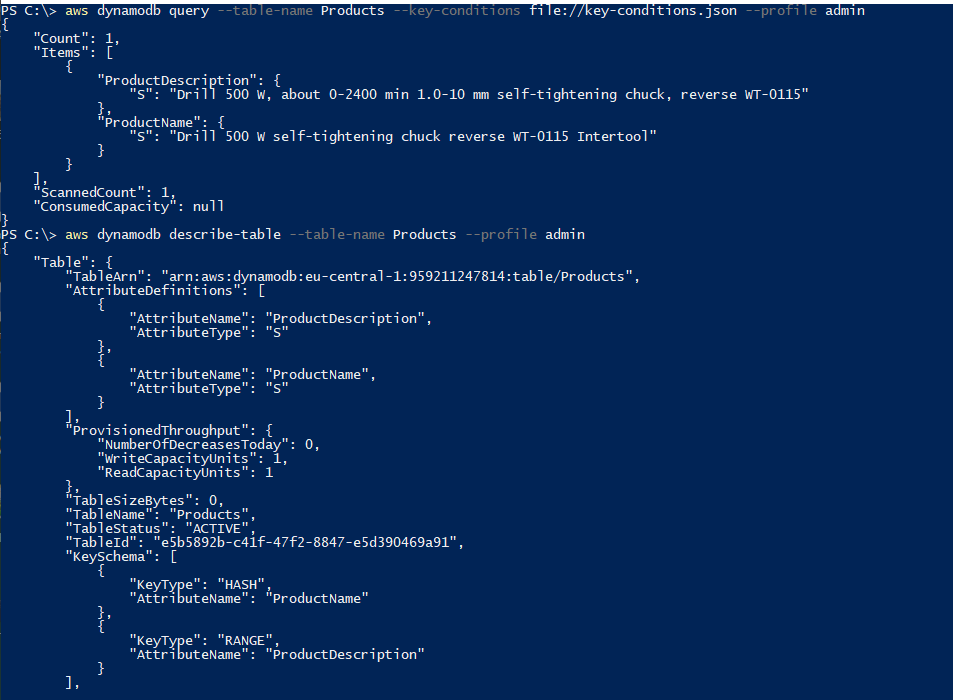 PS C:\> aws dynamodb query --table-name Products --key-conditions file://key-conditions.json --profile admin
{
    "Count": 1,
    "Items": [
        {
            "ProductDescription": {
                "S": "Drill 500 W, about 0-2400 min 1.0-10 mm self-tightening chuck, reverse WT-0115"
            },
            "ProductName": {
                "S": "Drill 500 W self-tightening chuck reverse WT-0115 Intertool"
            }
        }
    ],
    "ScannedCount": 1,
    "ConsumedCapacity": null
}
PS C:\> aws dynamodb describe-table --table-name Products --profile admin
{
    "Table": {
        "TableArn": "arn:aws:dynamodb:eu-central-1:959211247814:table/Products",
        "AttributeDefinitions": [
            {
                "AttributeName": "ProductDescription",
                "AttributeType": "S"
            },
            {
                "AttributeName": "ProductName",
                "AttributeType": "S"
            }
        ],
        "ProvisionedThroughput": {
            "NumberOfDecreasesToday": 0,
            "WriteCapacityUnits": 1,
            "ReadCapacityUnits": 1
        },
        "TableSizeBytes": 0,
        "TableName": "Products",
        "TableStatus": "ACTIVE",
        "TableId": "e5b5892b-c41f-47f2-8847-e5d390469a91",
        "KeySchema": [
            {
                "KeyType": "HASH",
                "AttributeName": "ProductName"
            },
            {
                "KeyType": "RANGE",
                "AttributeName": "ProductDescription"
            }
        ],